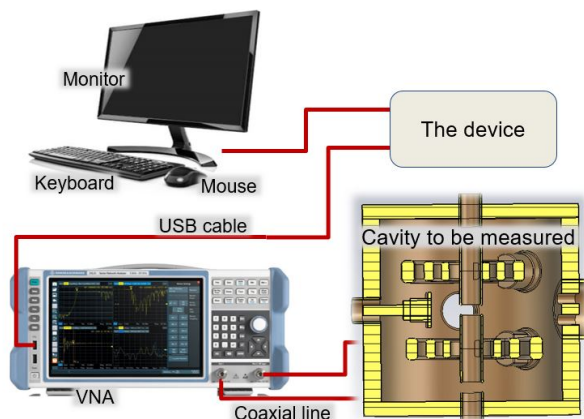 Monitor
The device
Keyboard
Mouse
USB cable
Cavity to be measured
VNA
Coaxial line